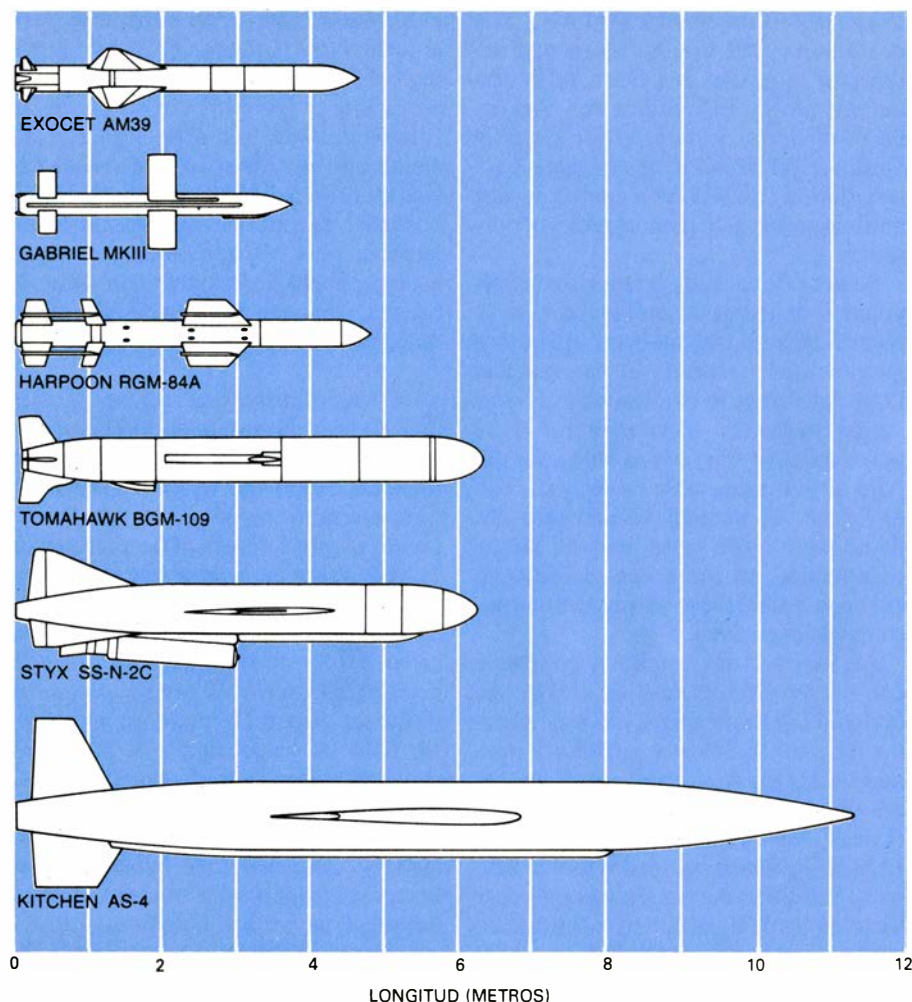 EXOCET AM39
GABRIEL MKIII
HARPOON RGM-84A
TOMAHAWK BGM-109
STYX SS-N-2C
KITCHEN AS-4
0 2 4 6 8 10 12
LONGITUD (METROS)